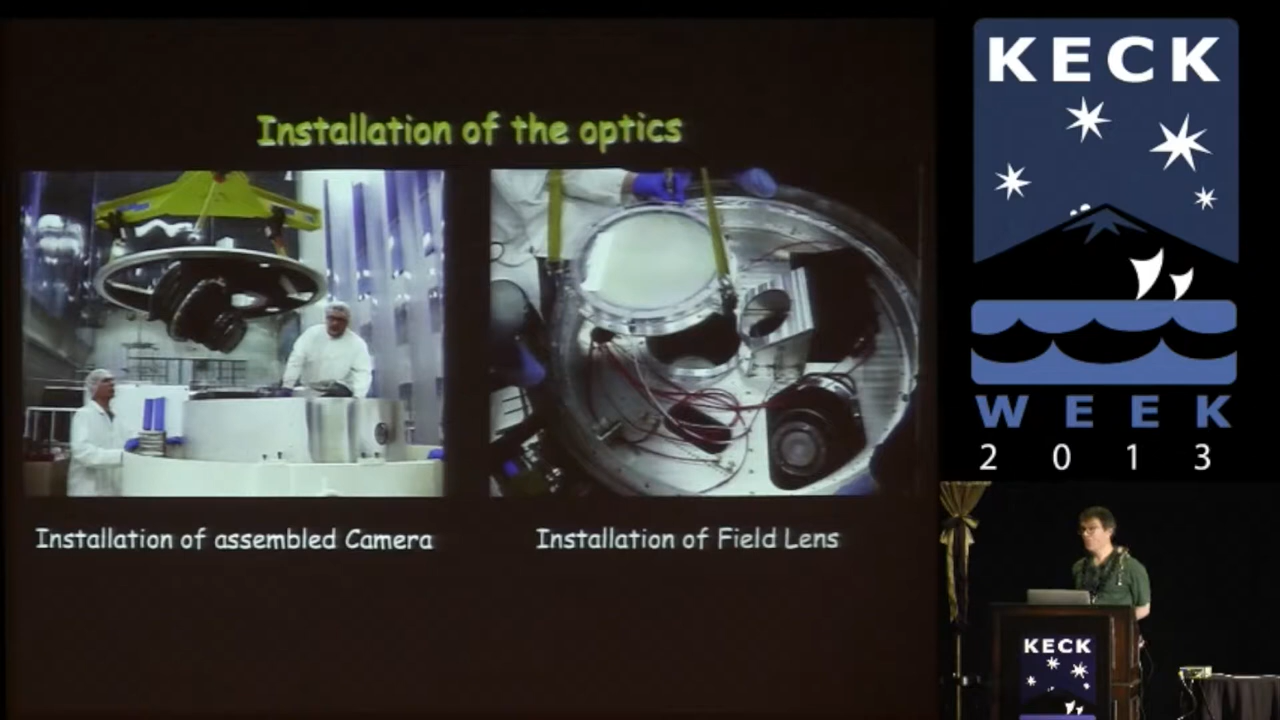 Installation of the optics
Installation of assembled Camera
Installation of Field Lens
KECK
WEEK
2013
KECK